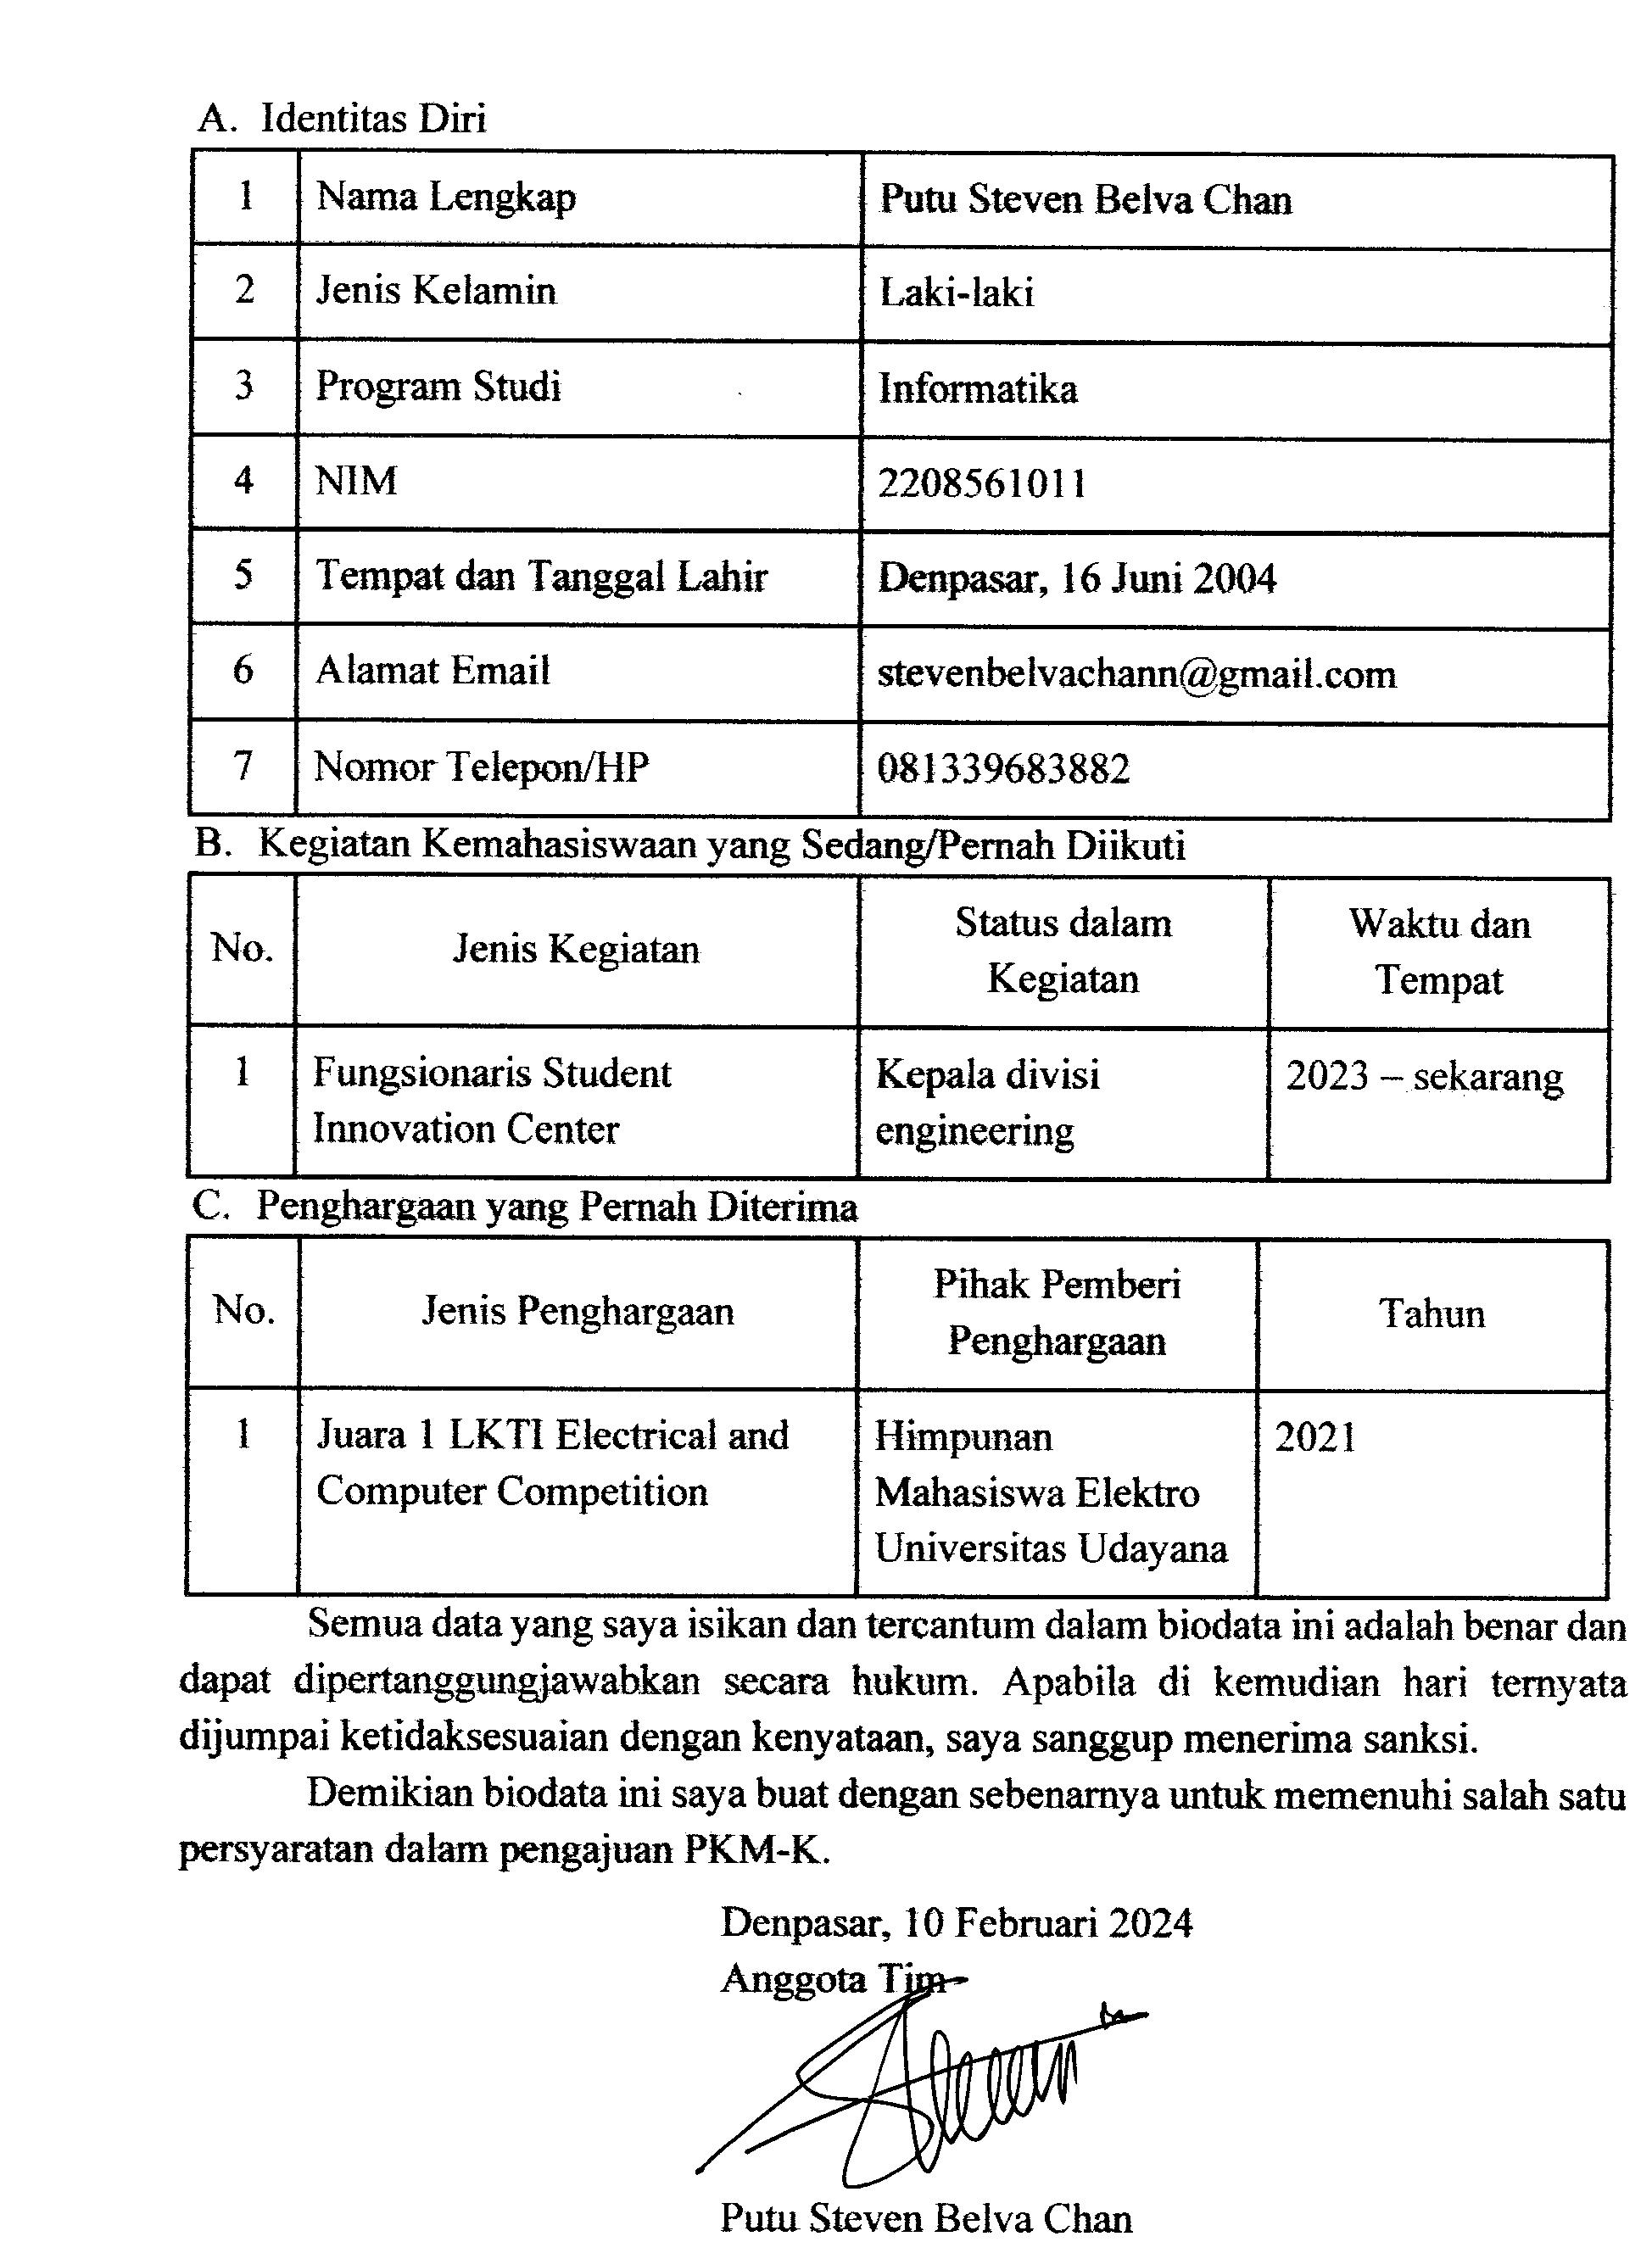 A. Identitas Diri
1 Nama Lengkap Putu Steven Belva Chan
2 Jenis Kelamin Laki-laki
3 Program Studi Informatika
4 NIM 2208561011
5 Tempat dan Tanggal Lahir Denpasar, 16 Juni 2004
6 Alamat Email stevenbelvachann@gmail.com
7 Nomor Telepon/HP 081339683882
B. Kegiatan Kemahasiswaan yang Sedang/Pernah Diikuti
No. Jenis Kegiatan Status dalam Kegiatan Waktu dan Tempat
1 Fungsionaris Student Innovation Center Kepala divisi engineering 2023 – sekarang
C. Penghargaan yang Pernah Diterima
No. Jenis Penghargaan Pihak Pemberi Penghargaan Tahun
1 Juara 1 LKTI Electrical and Computer Competition Himpunan Mahasiswa Elektro Universitas Udayana 2021
Semua data yang saya isikan dan tercantum dalam biodata ini adalah benar dan
dapat dipertanggungjawabkan secara hukum. Apabila di kemudian hari ternyata
dijumpai ketidaksesuaian dengan kenyataan, saya sanggup menerima sanksi.
Demikian biodata ini saya buat dengan sebenarnya untuk memenuhi salah satu
persyaratan dalam pengajuan PKM-K.
Denpasar, 10 Februari 2024
Anggota Tim
Putu Steven Belva Chan